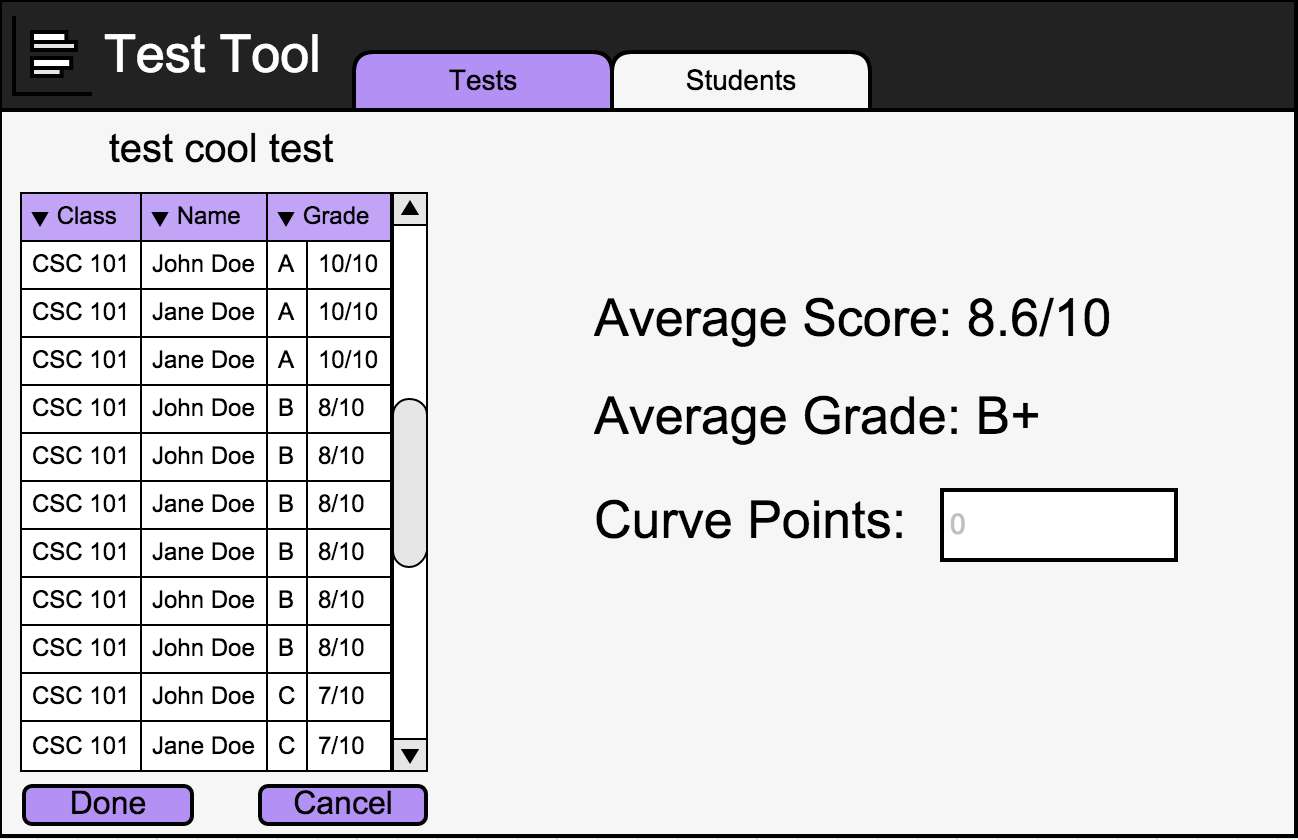 Test Tool
Tests
Students
test cool test
▼ Class ▼ Name ▼ Grade
CSC 101 John Doe A 10/10
CSC 101 Jane Doe A 10/10
CSC 101 Jane Doe A 10/10
CSC 101 John Doe B 8/10
CSC 101 John Doe B 8/10
CSC 101 Jane Doe B 8/10
CSC 101 Jane Doe B 8/10
CSC 101 John Doe B 8/10
CSC 101 John Doe B 8/10
CSC 101 John Doe C 7/10
CSC 101 Jane Doe C 7/10
Done
Cancel
Average Score: 8.6/10
Average Grade: B+
Curve Points: 0